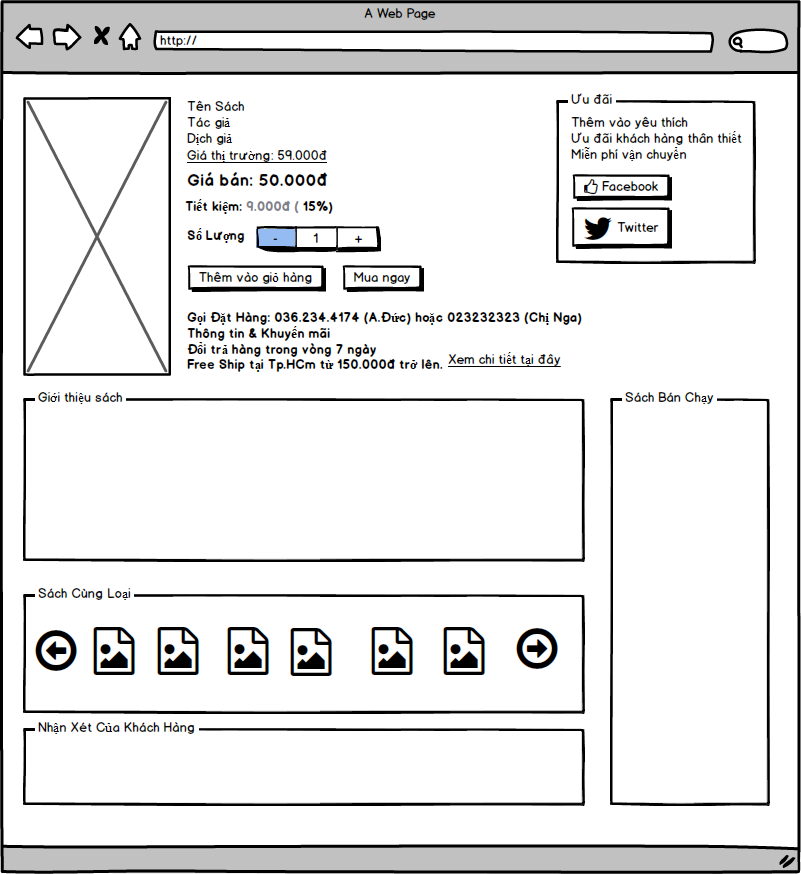 A Web Page
http://
Tên Sách
Tác giả
Dịch giả
Giá thị trường: 59.000đ
Giá bán: 50.000đ
Tiết kiệm: 9.000đ ( 15%)
Số Lượng - 1 +
Thêm vào giỏ hàng Mua ngay
Gọi Đặt Hàng: 036.234.4174 (A.Đức) hoặc 023232323 (Chị Nga)
Thông tin & Khuyến mãi
Đổi trả hàng trong vòng 7 ngày
Free Ship tại Tp.HCm từ 150.000đ trở lên. Xem chi tiết tại đây
Ưu đãi
Thêm vào yêu thích
Ưu đãi khách hàng thân thiết
Miễn phí vận chuyển
Facebook
Twitter
Giới thiệu sách
Sách Bán Chạy
Sách Cùng Loại
Nhận Xét Của Khách Hàng